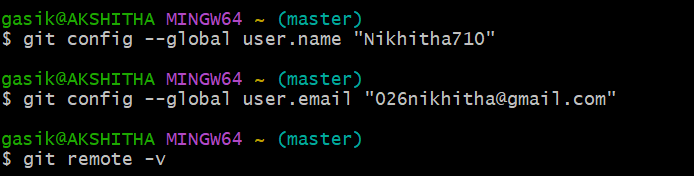 gasik@AKSHITHA MINGW64 ~ (master)
$ git config --global user.name "Nikhitha710"
gasik@AKSHITHA MINGW64 ~ (master)
$ git config --global user.email "026nikhitha@gmail.com"
gasik@AKSHITHA MINGW64 ~ (master)
$ git remote -v